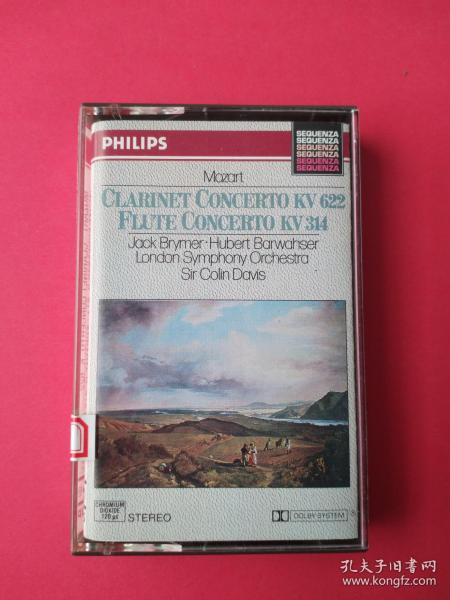 PHILIPS
SEQUENZA
SEQUENZA
SEQUENZA
SEQUENZA
SEQUENZA
SEQUENZA
Mozart
CLARINET CONCERTO KV 622
FLUTE CONCERTO KV 314
Jack Brymer · Hubert Barwahser
London Symphony Orchestra
Sir Colin Davis
CHROMIUM
DIOXIDE
120 µs
STEREO
DOLBY SYSTEM
孔夫子旧书网
www.kongfz.com